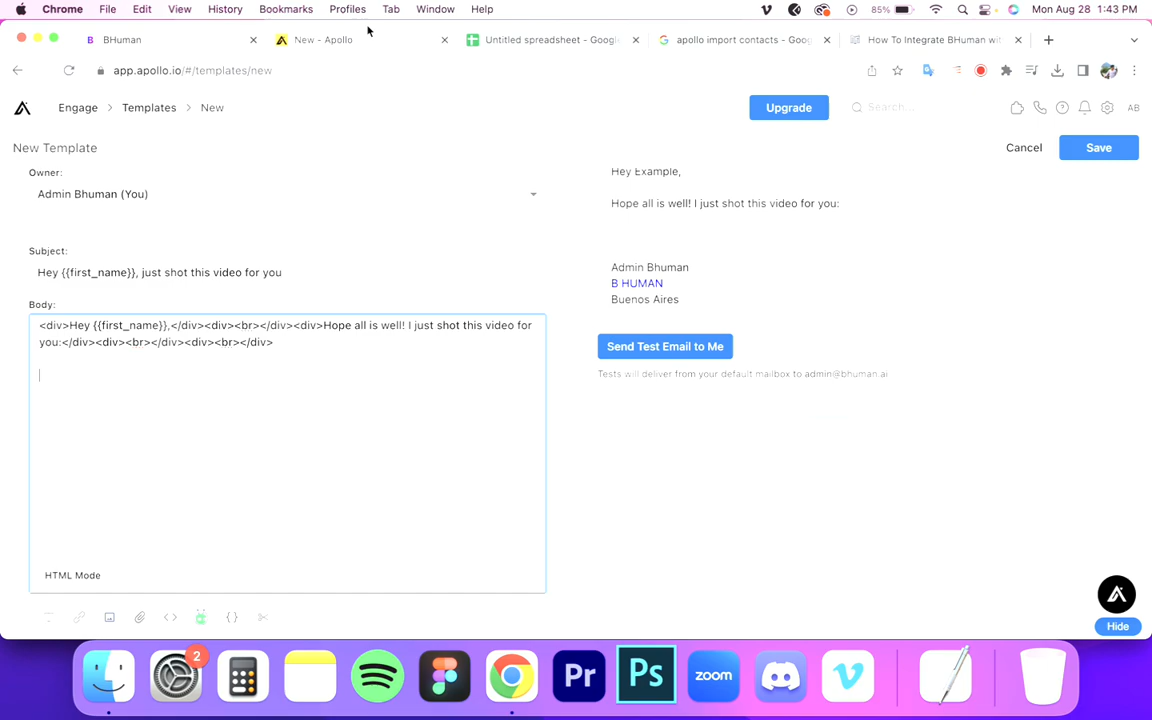 Chrome File Edit View History Bookmarks Profiles Tab Window Help 85% Mon Aug 28 1:43 PM
B BHuman New - Apollo Untitled spreadsheet - Google apollo import contacts - Goog How To Integrate BHuman wit
app.apollo.io/#/templates/new
Engage Templates New Upgrade Search... AB
New Template Cancel Save
Owner:
Admin Bhuman (You)
Subject:
Hey {{first_name}}, just shot this video for you
Body:
<div>Hey {{first_name}},</div><div><br></div><div>Hope all is well! I just shot this video for
you:</div><div><br></div><div><br></div>
HTML Mode
Hey Example,
Hope all is well! I just shot this video for you:
Admin Bhuman
B HUMAN
Buenos Aires
Send Test Email to Me
Tests will deliver from your default mailbox to admin@bhuman.ai
Hide
2
Pr
Ps
zoom